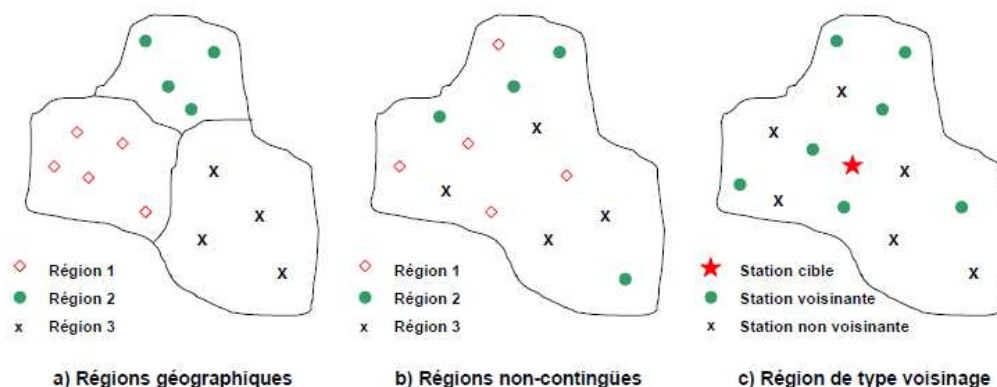 Région 1
Région 2
x Région 3
a) Régions géographiques
Région 1
Région 2
x Région 3
b) Régions non-contingües
Station cible
Station voisinante
x Station non voisinante
c) Région de type voisinage